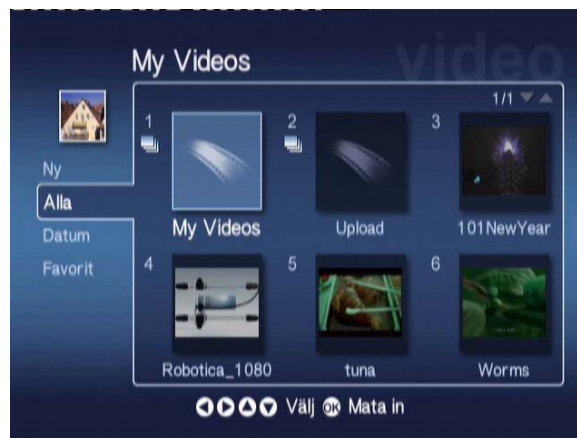 video
My Videos
1/1
1
2
3
Ny
Alla
Datum
Favorit
My Videos
Upload
101NewYear
4
5
6
Robotica_1080
tuna
Worms
Välj OK Mata in